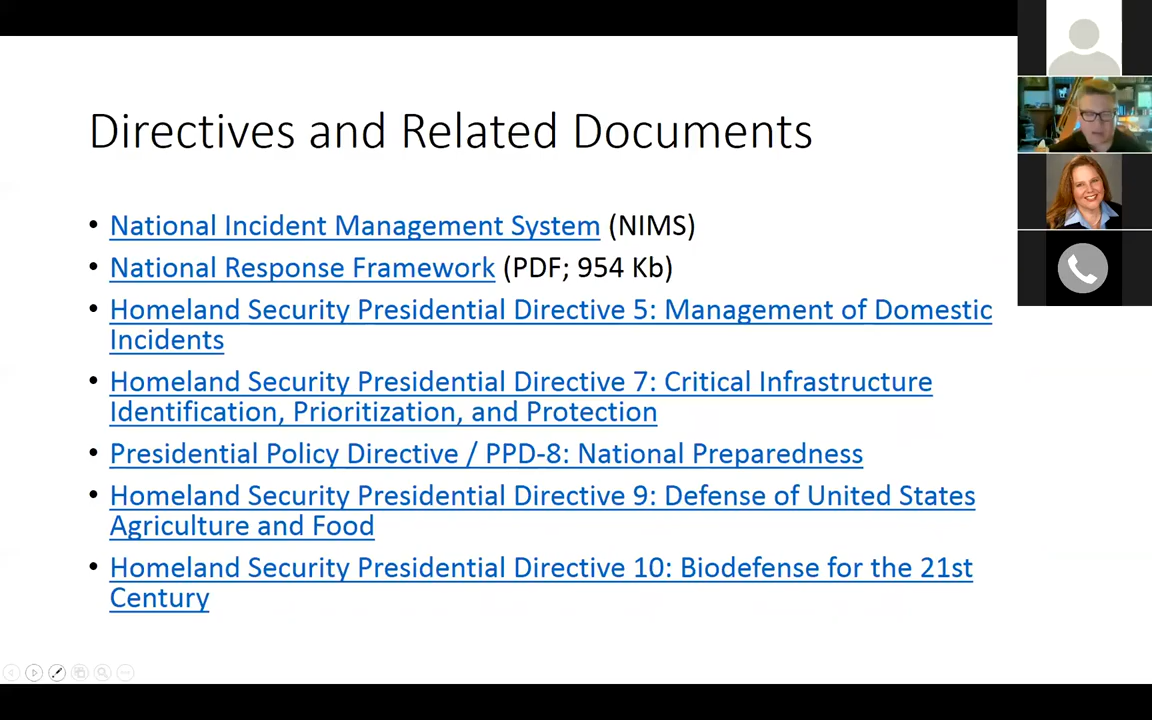 Directives and Related Documents
• National Incident Management System (NIMS)
• National Response Framework (PDF; 954 Kb)
• Homeland Security Presidential Directive 5: Management of Domestic
Incidents
• Homeland Security Presidential Directive 7: Critical Infrastructure
Identification, Prioritization, and Protection
• Presidential Policy Directive / PPD-8: National Preparedness
• Homeland Security Presidential Directive 9: Defense of United States
Agriculture and Food
• Homeland Security Presidential Directive 10: Biodefense for the 21st
Century